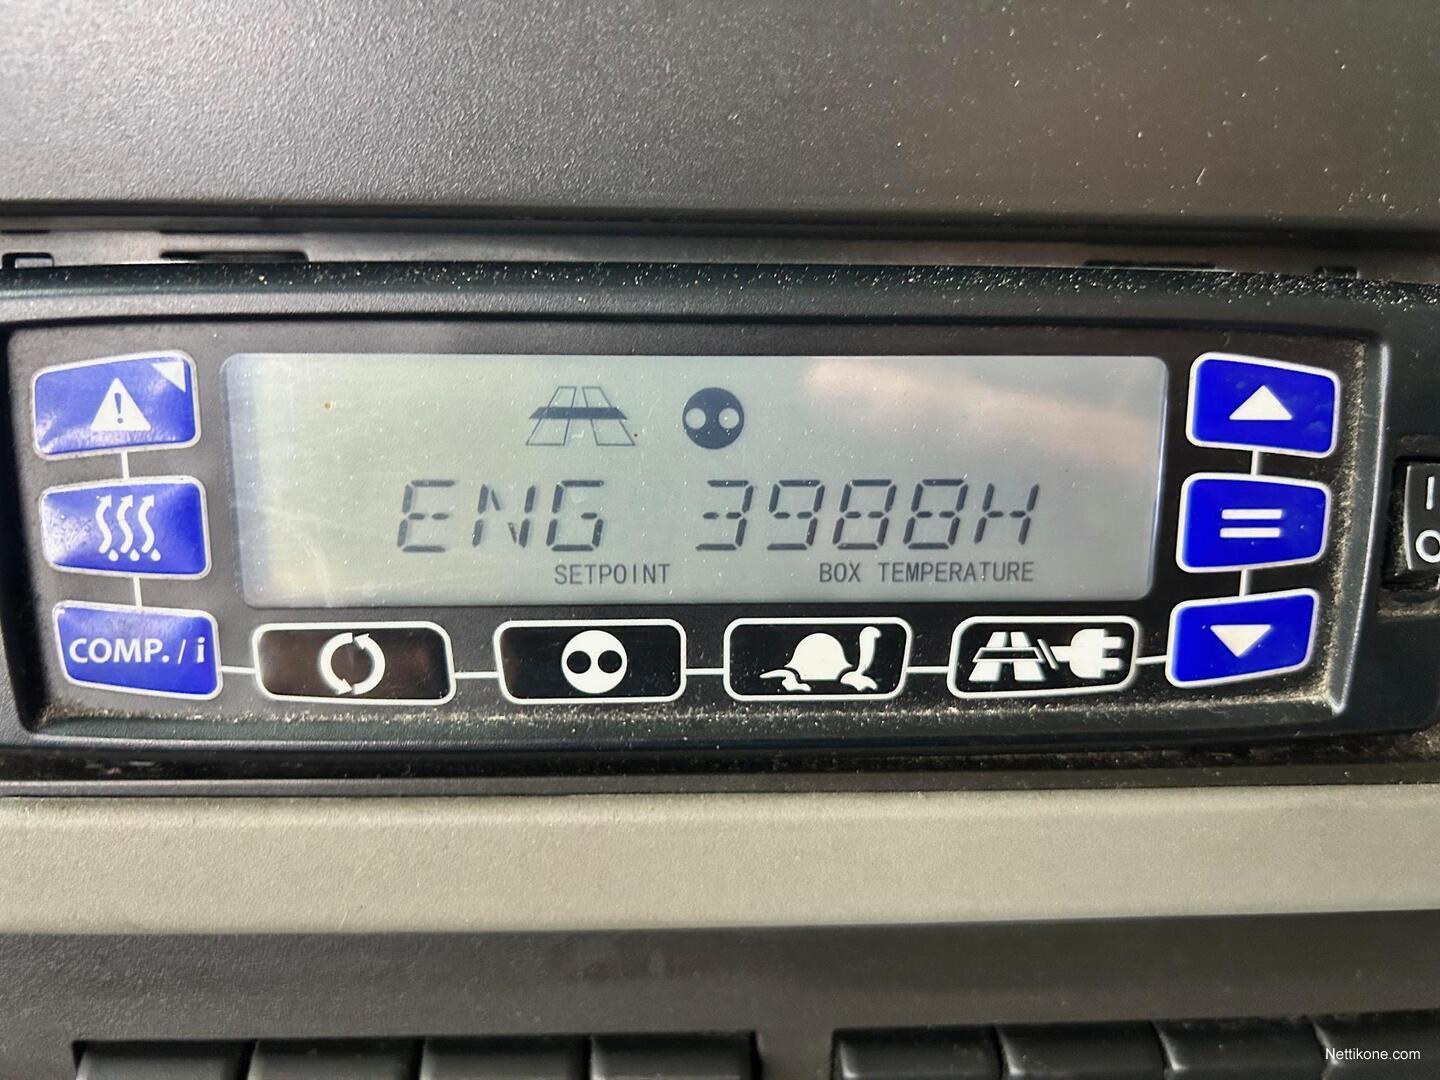 ENG 3988H
SETPOINT BOX TEMPERATURE
COMP./i
Nettikone.com